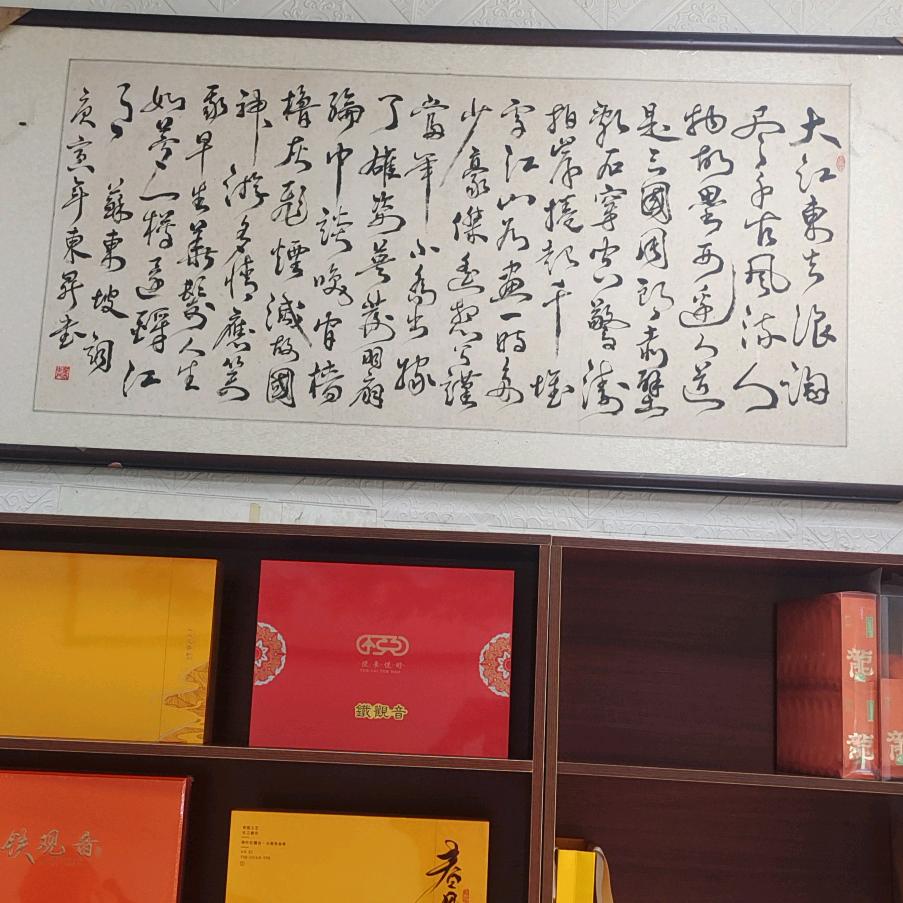 大江東去浪淘
尽千古風流人
物故壘西邊人道
是三國周郎赤壁
亂石穿空驚濤
拍岸捲起千堆
雪江山如畫一時多
少豪傑遙想公瑾
當年小喬出嫁
了雄姿英發羽扇
綸巾談笑間檣
櫓灰飛煙滅故國
神游多情應笑
我早生華髮人生
如夢一樽還酹江
月 蘇東坡詞
庚寅年東昇書
鐵觀音
龍
龍
铁观音